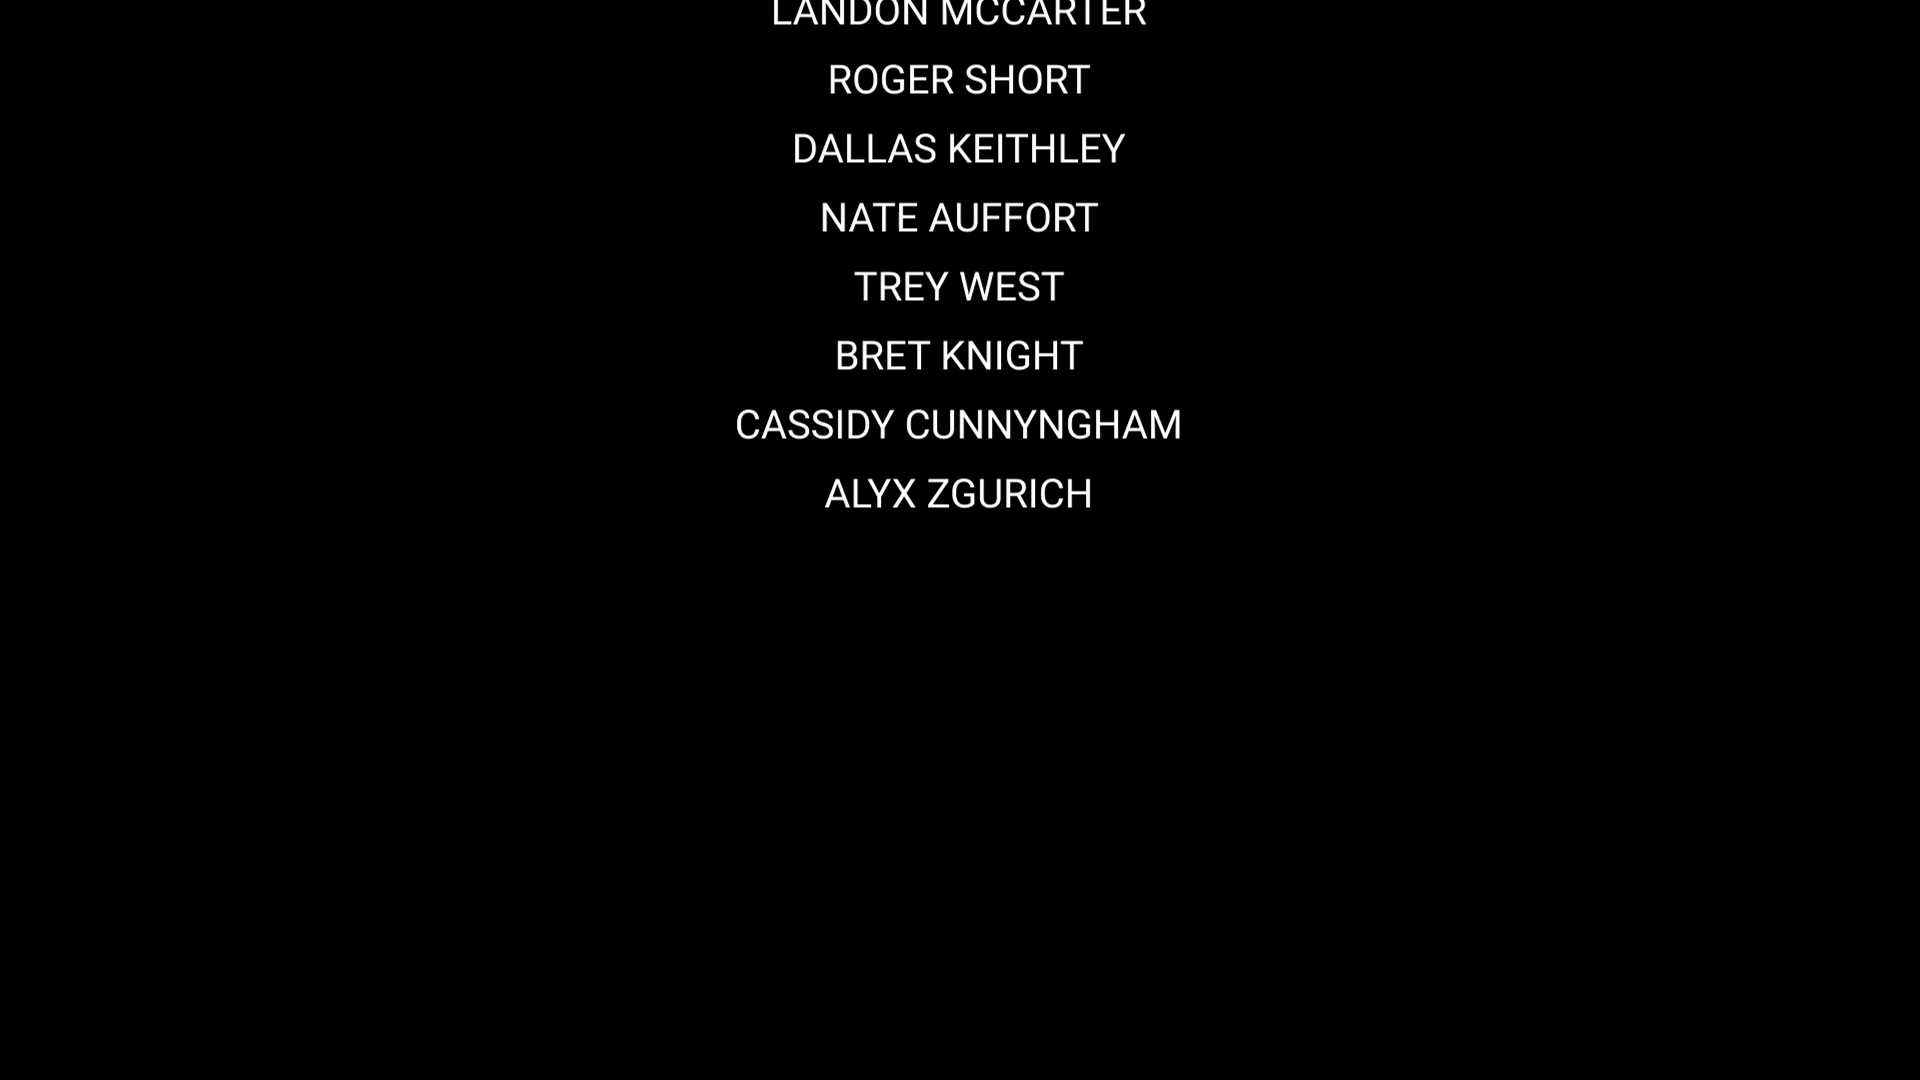 LANDON MCCARTER
ROGER SHORT
DALLAS KEITHLEY
NATE AUFFORT
TREY WEST
BRET KNIGHT
CASSIDY CUNNYNGHAM
ALYX ZGURICH